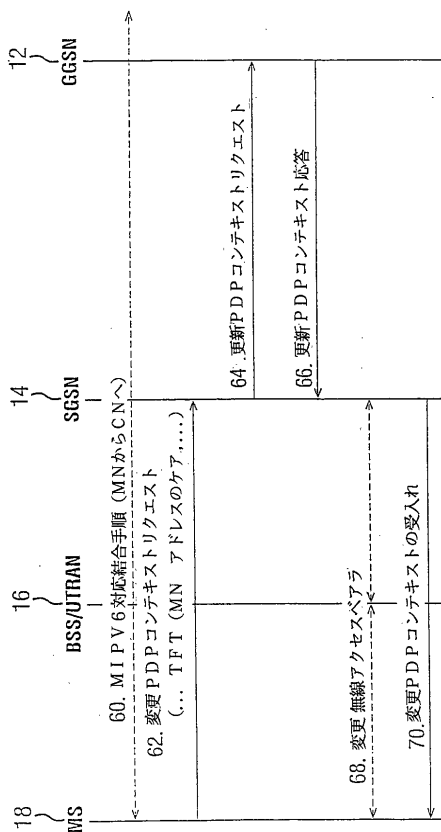 18
MS
16
BSS/UTRAN
14
SGSN
12
GGSN
60. MIPV6対応結合手順 (MNからCNへ)
62. 変更PDPコンテキストリクエスト
(... TFT (MN アドレスのケア,...)
64. 更新PDPコンテキストリクエスト
66. 更新PDPコンテキスト応答
68. 変更 無線アクセスベアラ
70. 変更PDPコンテキストの受入れ